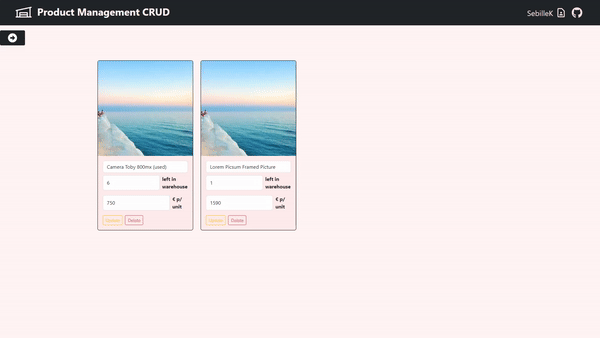 Product Management CRUD
SebilleK
Camera Toby 800mx (used)
6
left in
warehouse
750
€ p/
unit
Update
Delete
Lorem Picsum Framed Picture
1
left in
warehouse
1590
€ p/
unit
Update
Delete